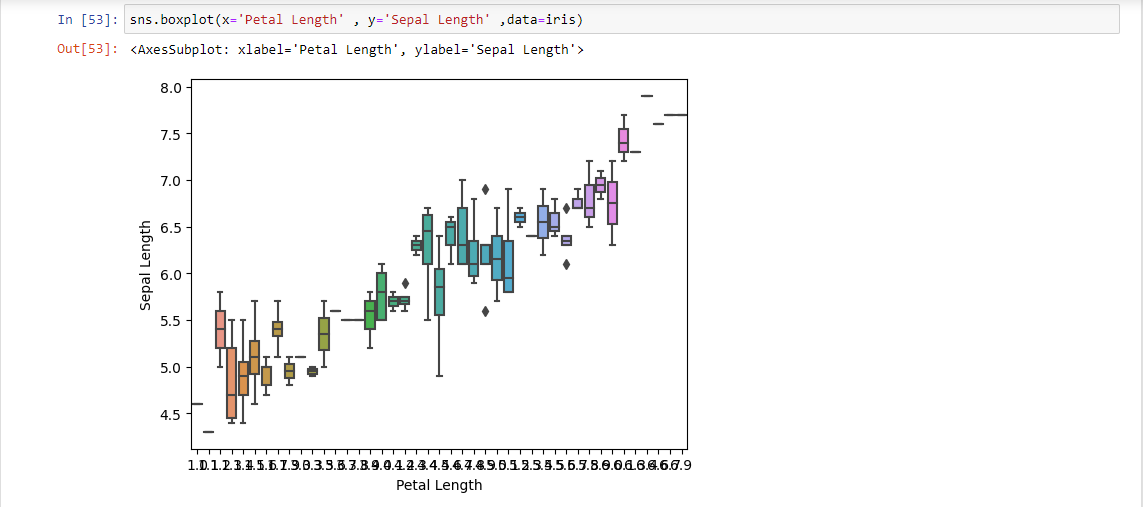 In [53]: sns.boxplot(x='Petal Length' , y='Sepal Length' ,data=iris)
Out[53]: <AxesSubplot: xlabel='Petal Length', ylabel='Sepal Length'>
8.0
7.5
7.0
6.5
6.0
5.5
5.0
4.5
Sepal Length
Petal Length